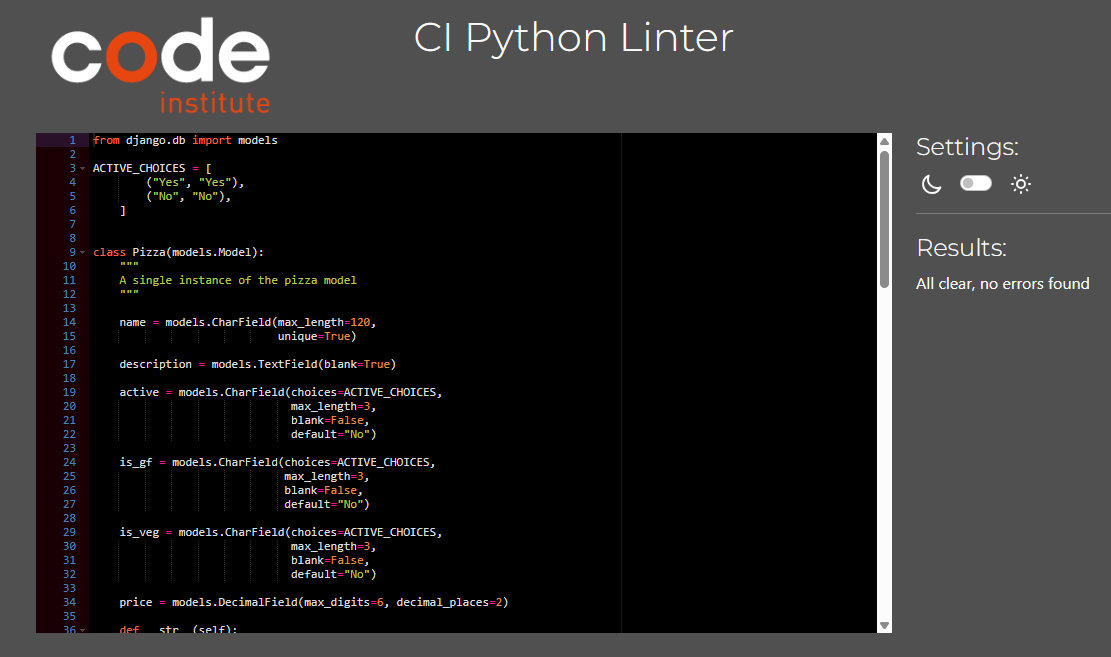 code
institute
CI Python Linter
1 from django.db import models
2
3 ACTIVE_CHOICES = [
4         ("Yes", "Yes"),
5         ("No", "No"),
6     ]
7
8
9 class Pizza(models.Model):
10     """
11     A single instance of the pizza model
12     """
13
14     name = models.CharField(max_length=120,
15                             unique=True)
16
17     description = models.TextField(blank=True)
18
19     active = models.CharField(choices=ACTIVE_CHOICES,
20                               max_length=3,
21                               blank=False,
22                               default="No")
23
24     is_gf = models.CharField(choices=ACTIVE_CHOICES,
25                              max_length=3,
26                              blank=False,
27                              default="No")
28
29     is_veg = models.CharField(choices=ACTIVE_CHOICES,
30                               max_length=3,
31                               blank=False,
32                               default="No")
33
34     price = models.DecimalField(max_digits=6, decimal_places=2)
35
36     def __str__(self):
Settings:
Results:
All clear, no errors found